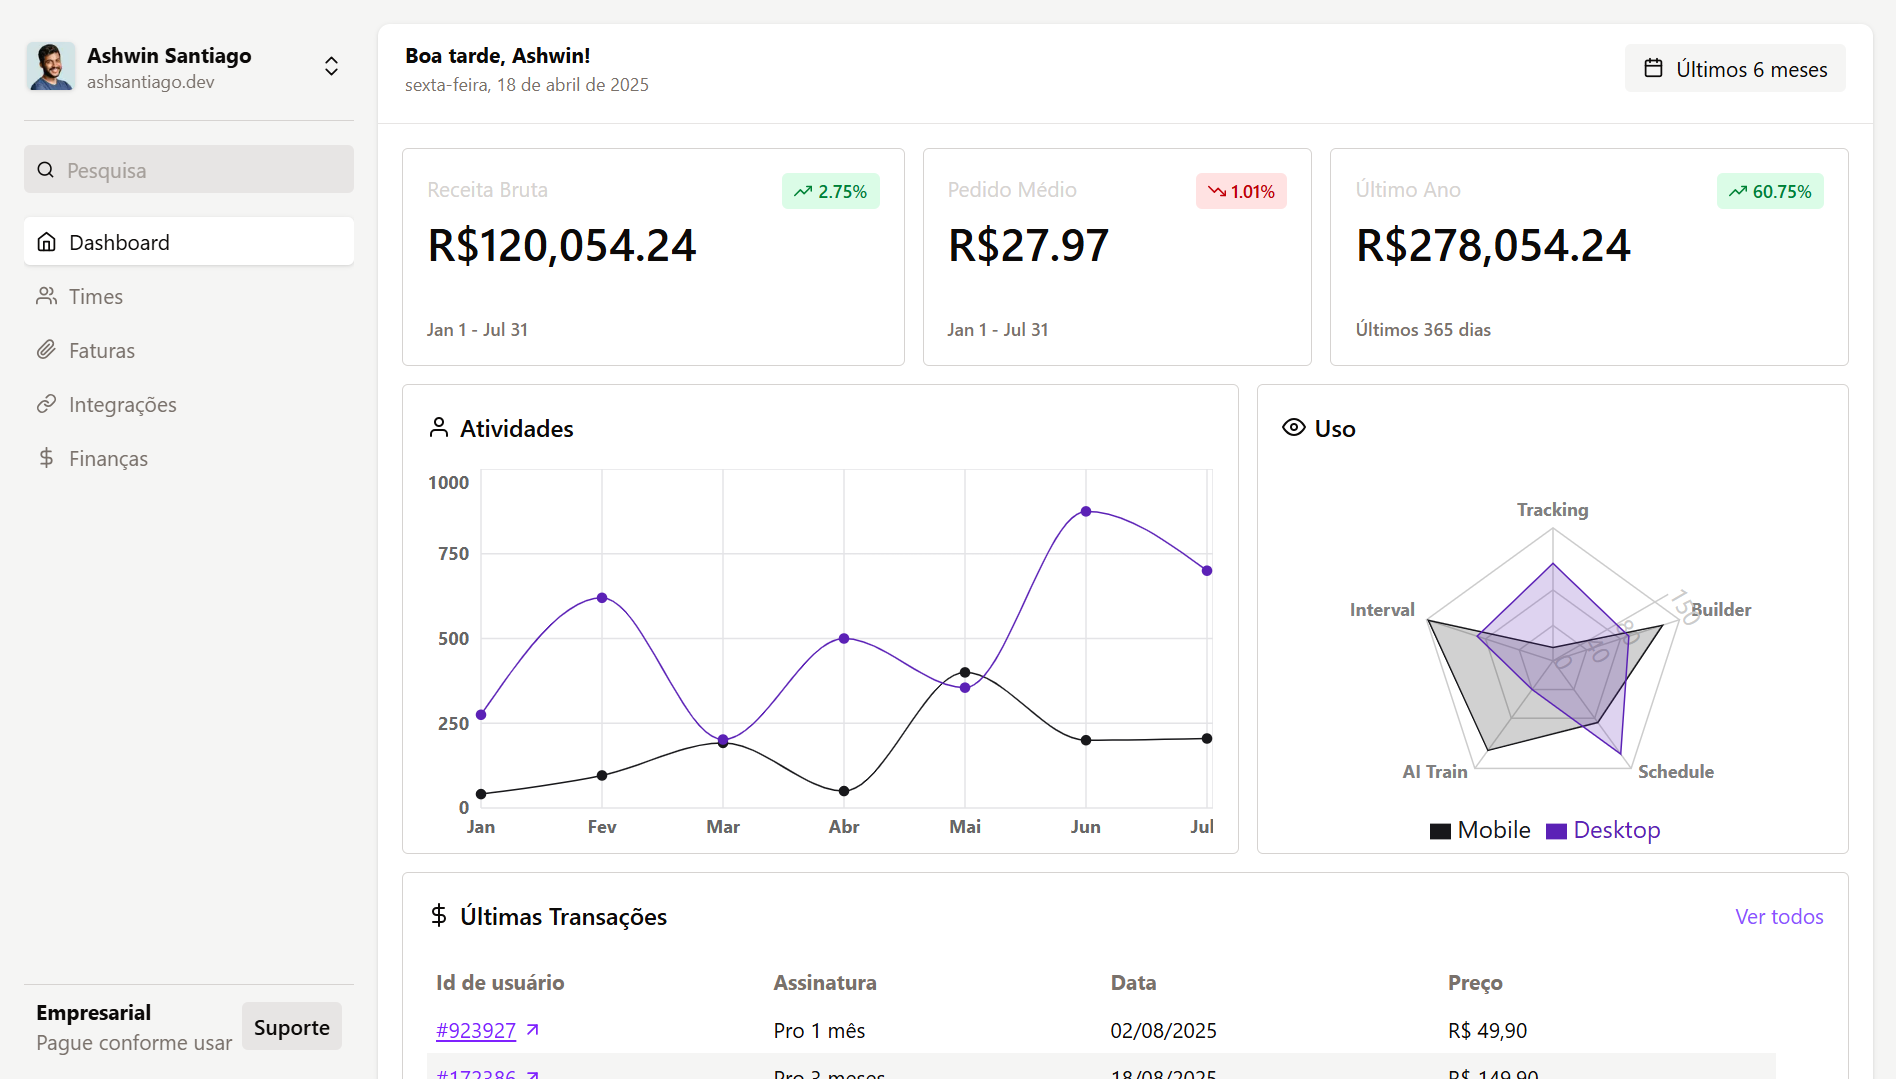 Ashwin Santiago
ashsantiago.dev
Pesquisa
Dashboard
Times
Faturas
Integrações
Finanças
Empresarial
Pague conforme usar
Suporte
Boa tarde, Ashwin!
sexta-feira, 18 de abril de 2025
Últimos 6 meses
Receita Bruta
2.75%
R$120,054.24
Jan 1 - Jul 31
Pedido Médio
1.01%
R$27.97
Jan 1 - Jul 31
Último Ano
60.75%
R$278,054.24
Últimos 365 dias
Atividades
1000
750
500
250
0
Jan Fev Mar Abr Mai Jun Jul
Uso
Tracking
Interval
Builder
AI Train
Schedule
150
80
40
0
Mobile Desktop
Últimas Transações
Ver todos
Id de usuário Assinatura Data Preço
#923927 Pro 1 mês 02/08/2025 R$ 49,90
#172386 Pro 3 meses 18/08/2025 R$ 149,90